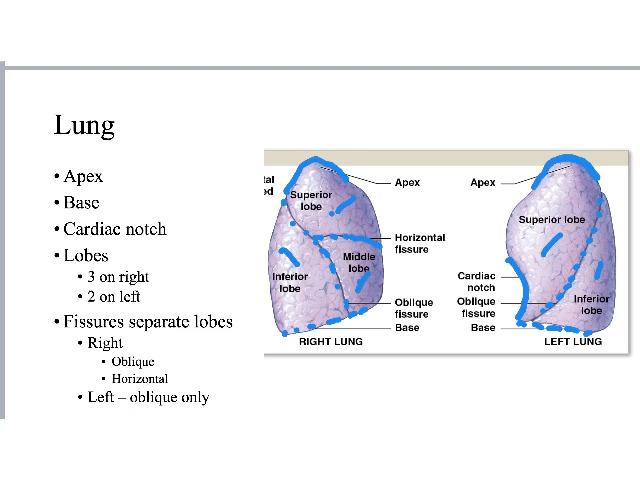 Lung
• Apex
• Base
• Cardiac notch
• Lobes
• 3 on right
• 2 on left
• Fissures separate lobes
• Right
• Oblique
• Horizontal
• Left – oblique only
tal
ed
Superior
lobe
Apex
Horizontal
fissure
Middle
lobe
Inferior
lobe
Oblique
fissure
Base
RIGHT LUNG
Apex
Superior lobe
Cardiac
notch
Oblique
fissure
Inferior
lobe
Base
LEFT LUNG